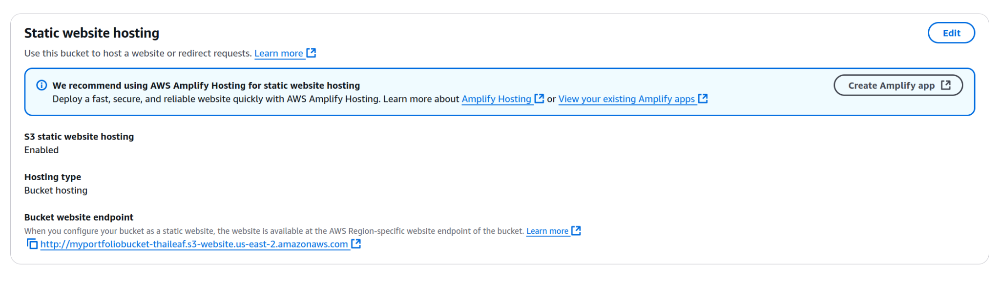 Static website hosting
Edit
Use this bucket to host a website or redirect requests. Learn more
We recommend using AWS Amplify Hosting for static website hosting
Create Amplify app
Deploy a fast, secure, and reliable website quickly with AWS Amplify Hosting. Learn more about Amplify Hosting or View your existing Amplify apps
S3 static website hosting
Enabled
Hosting type
Bucket hosting
Bucket website endpoint
When you configure your bucket as a static website, the website is available at the AWS Region-specific website endpoint of the bucket. Learn more
http://myportfoliobucket-thaileaf.s3-website.us-east-2.amazonaws.com